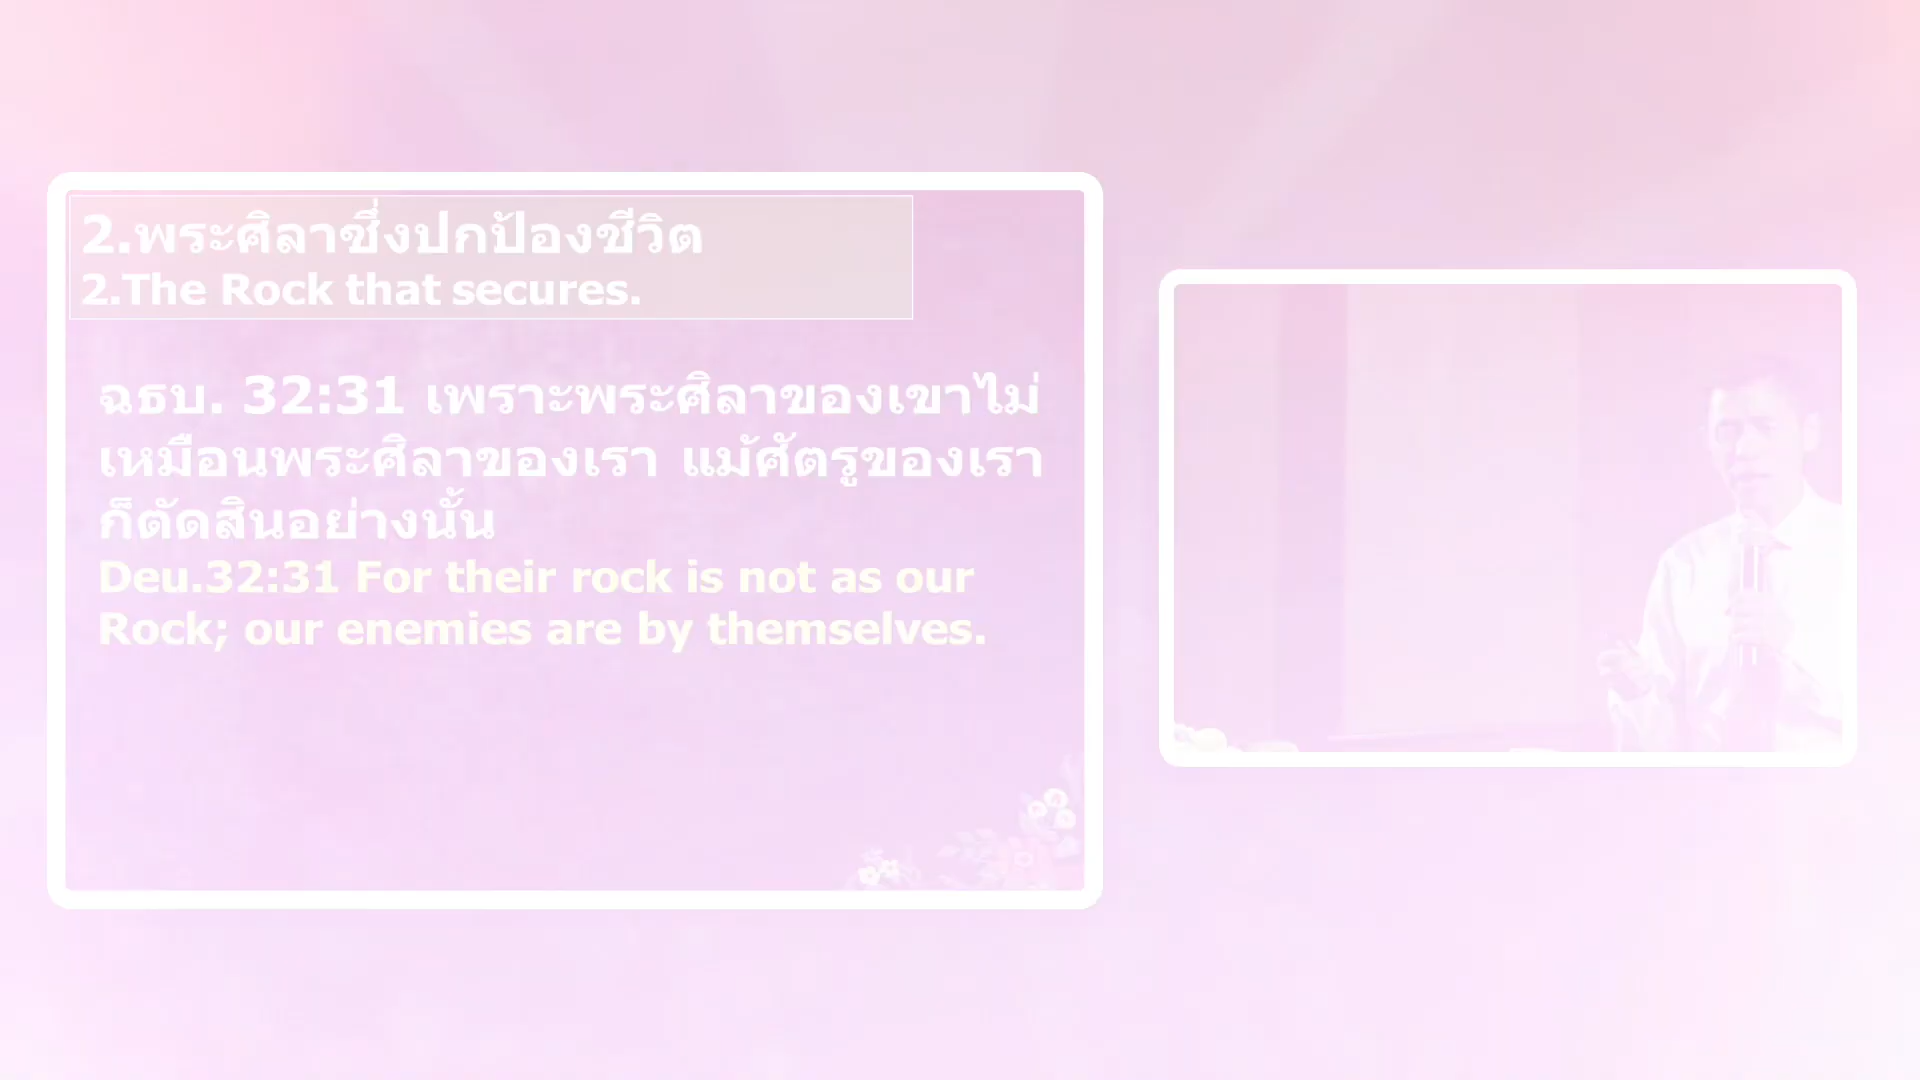 2.พระศิลาซึ่งปกป้องชีวิต
2.The Rock that secures.
ฉธบ. 32:31 เพราะพระศิลาของเขาไม่
เหมือนพระศิลาของเรา แม้ศัตรูของเรา
ก็ตัดสินอย่างนั้น
Deu.32:31 For their rock is not as our
Rock; our enemies are by themselves.